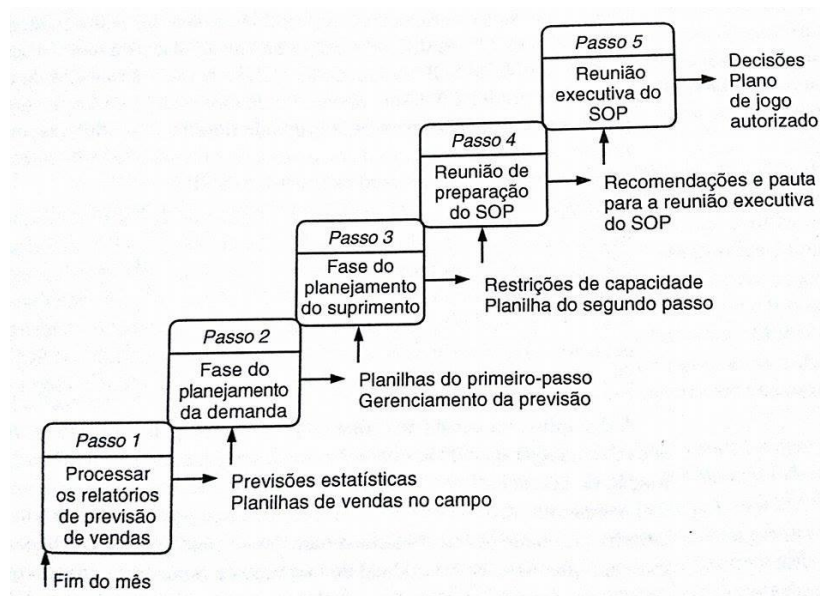 Passo 5
Reunião
executiva do
SOP
Decisões
Plano
de jogo
autorizado
Passo 4
Reunião de
preparação
do SOP
Recomendações e pauta
para a reunião executiva
do SOP
Passo 3
Fase do
planejamento
do suprimento
Restrições de capacidade
Planilha do segundo passo
Passo 2
Fase do
planejamento
da demanda
Planilhas do primeiro-passo
Gerenciamento da previsão
Passo 1
Processar
os relatórios
de previsão
de vendas
Previsões estatísticas
Planilhas de vendas no campo
Fim do mês